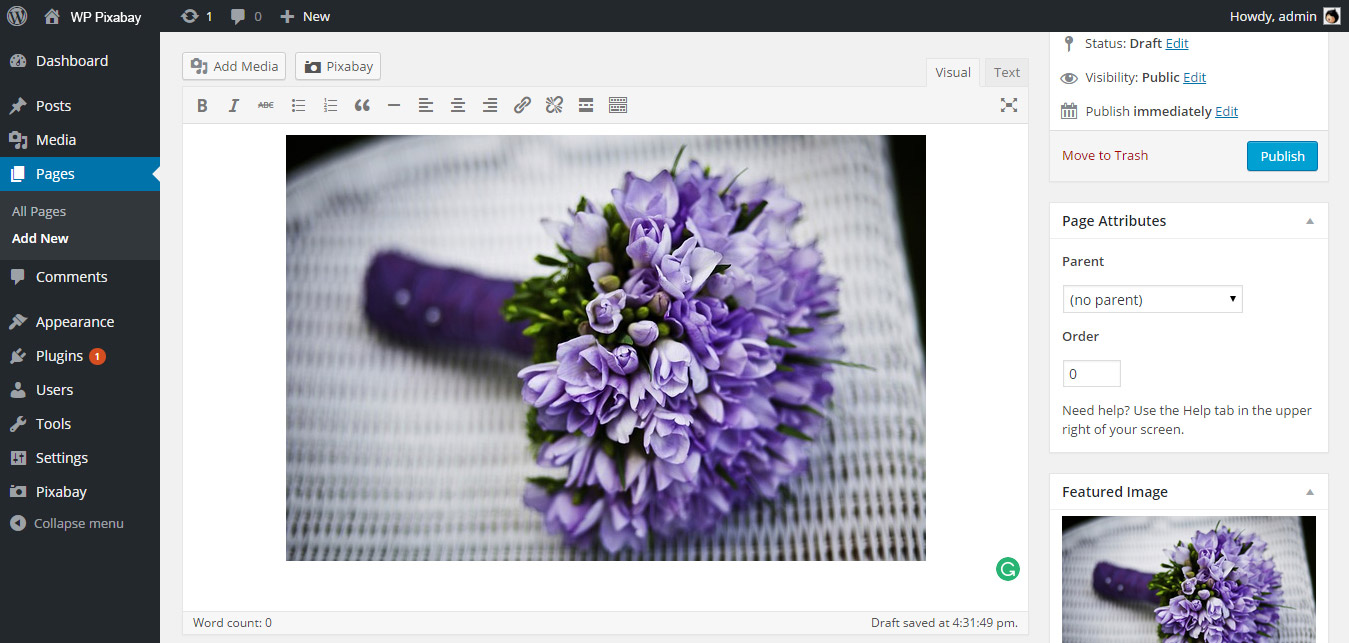 WP Pixabay
1
0
New
Howdy, admin
Dashboard
Posts
Media
Pages
All Pages
Add New
Comments
Appearance
Plugins 1
Users
Tools
Settings
Pixabay
Collapse menu
Add Media
Pixabay
Visual
Text
B
I
ABC
Word count: 0
Draft saved at 4:31:49 pm.
Status: Draft Edit
Visibility: Public Edit
Publish immediately Edit
Move to Trash
Publish
Page Attributes
Parent
(no parent)
Order
0
Need help? Use the Help tab in the upper
right of your screen.
Featured Image